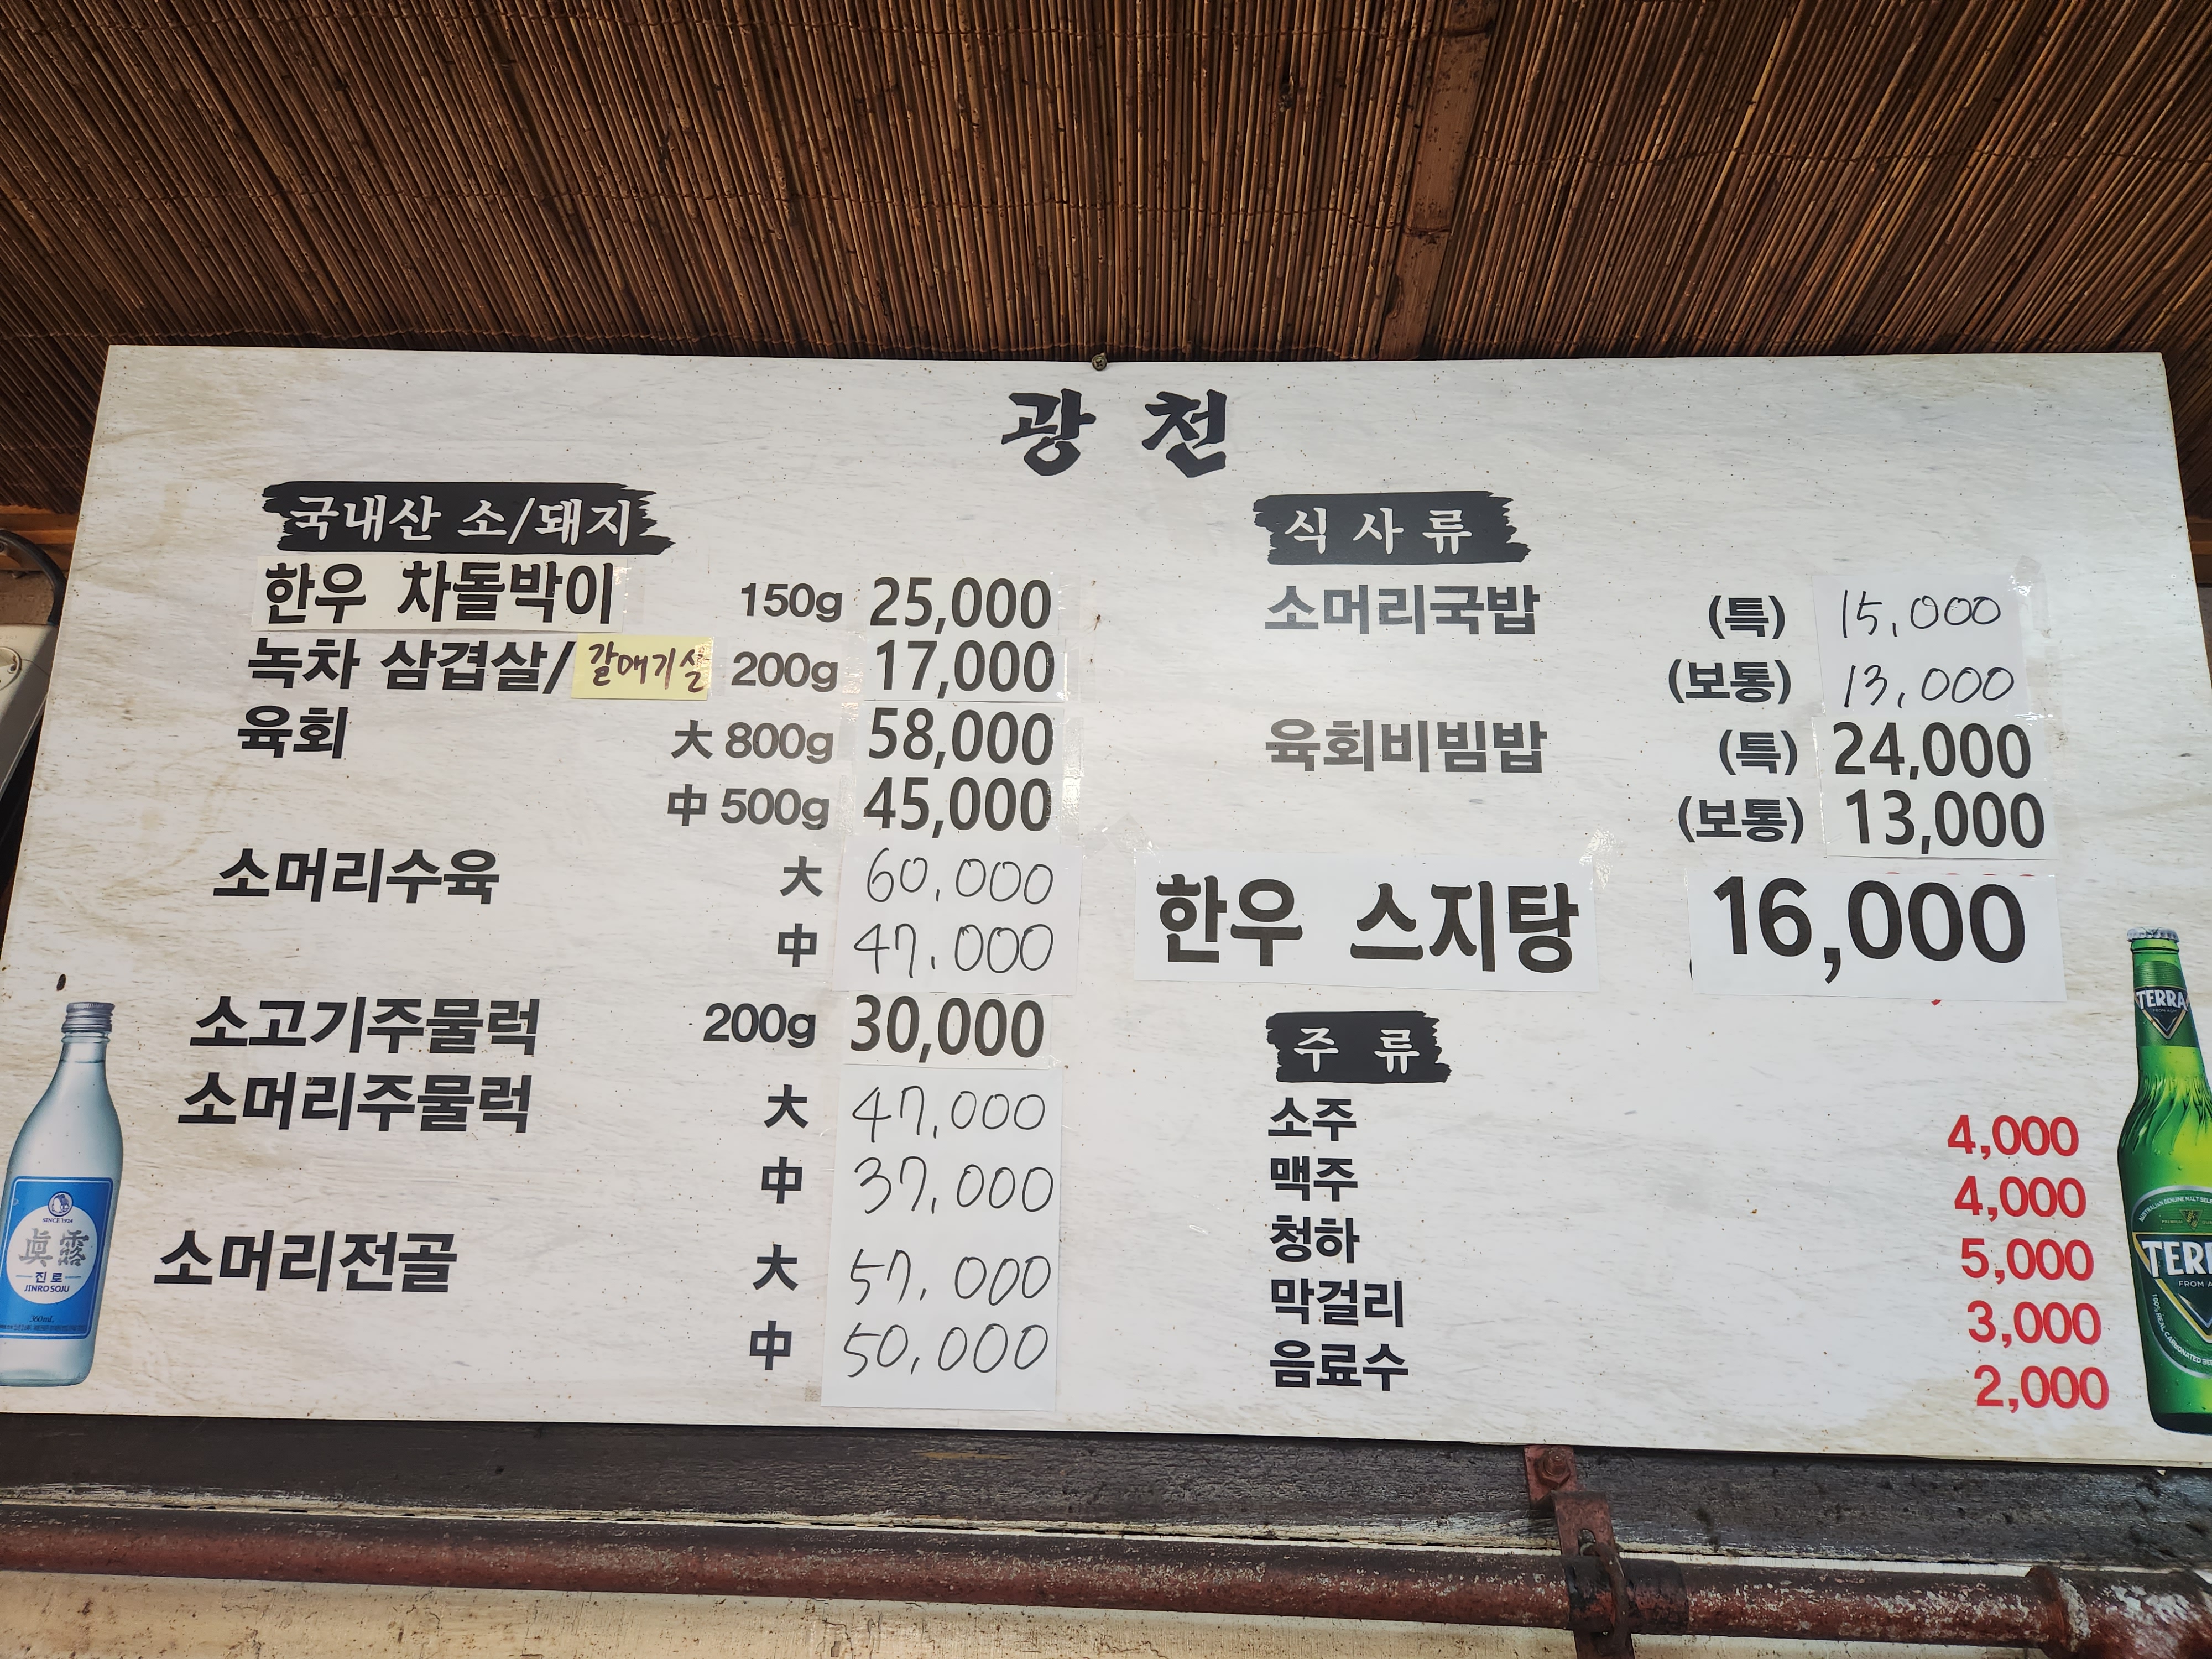 광천
국내산 소/돼지
한우 차돌박이 150g 25,000
녹차 삼겹살/갈매기살 200g 17,000
육회 大 800g 58,000
中 500g 45,000
소머리수육 大 60,000
中 47,000
소고기주물럭 200g 30,000
소머리주물럭 大 47,000
中 37,000
소머리전골 大 57,000
中 50,000
식사류
소머리국밥 (특) 15,000
(보통) 13,000
육회비빔밥 (특) 24,000
(보통) 13,000
한우 스지탕 16,000
주류
소주 4,000
맥주 4,000
청하 5,000
막걸리 3,000
음료수 2,000
SINCE 1924
眞露
진로
JINRO SOJU
360mL
TERRA
TERR
FROM A